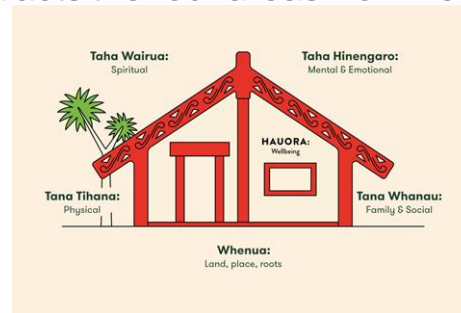 Taha Wairua:
Spiritual
Taha Hinengaro:
Mental & Emotional
HAUORA:
Wellbeing
Tana Tihana:
Physical
Tana Whanau:
Family & Social
Whenua:
Land, place, roots